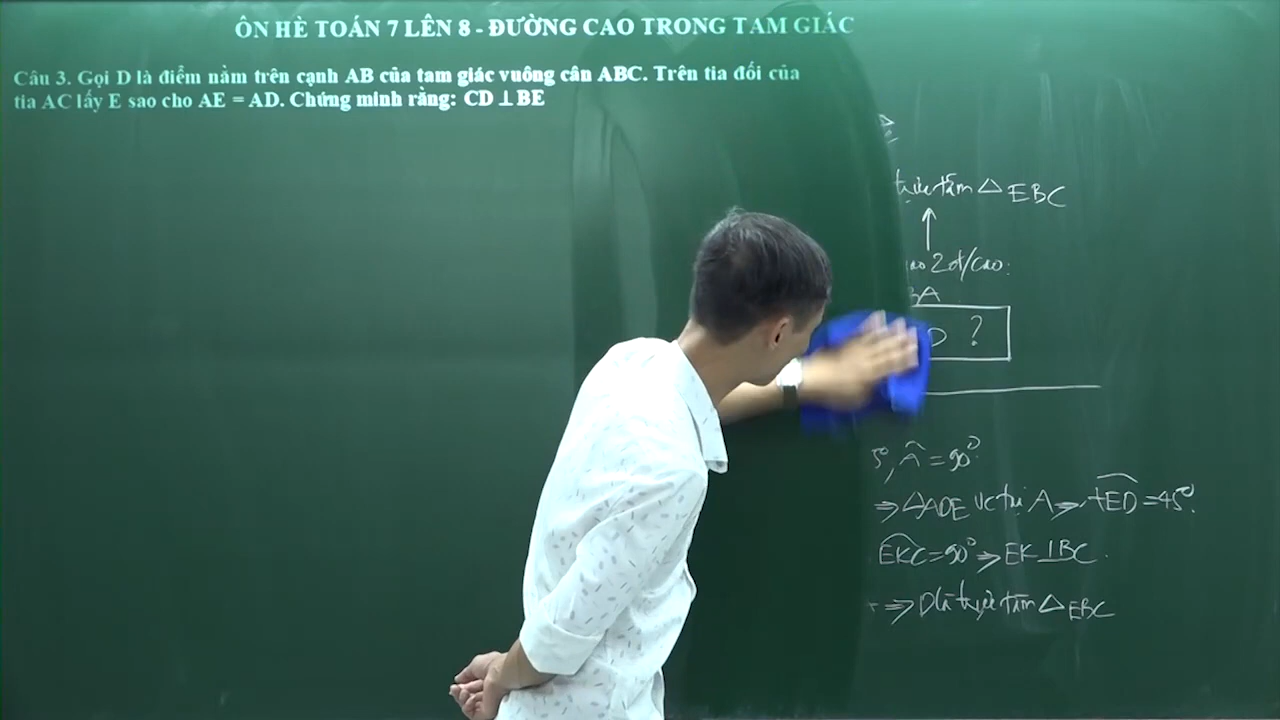 ÔN HÈ TOÁN 7 LÊN 8 - ĐƯỜNG CAO TRONG TAM GIÁC
Câu 3. Gọi D là điểm nằm trên cạnh AB của tam giác vuông cân ABC. Trên tia đối của
tia AC lấy E sao cho AE = AD. Chứng minh rằng: CD ⊥ BE
trực tâm △ EBC
↑
2 đ/cao:
BA
D ?
5°, Â = 90°
⇒ △ADE vc tại A ⇒ ED = 45°.
EKC = 90° ⇒ EK ⊥ BC.
⇒ D là trực tâm △ EBC